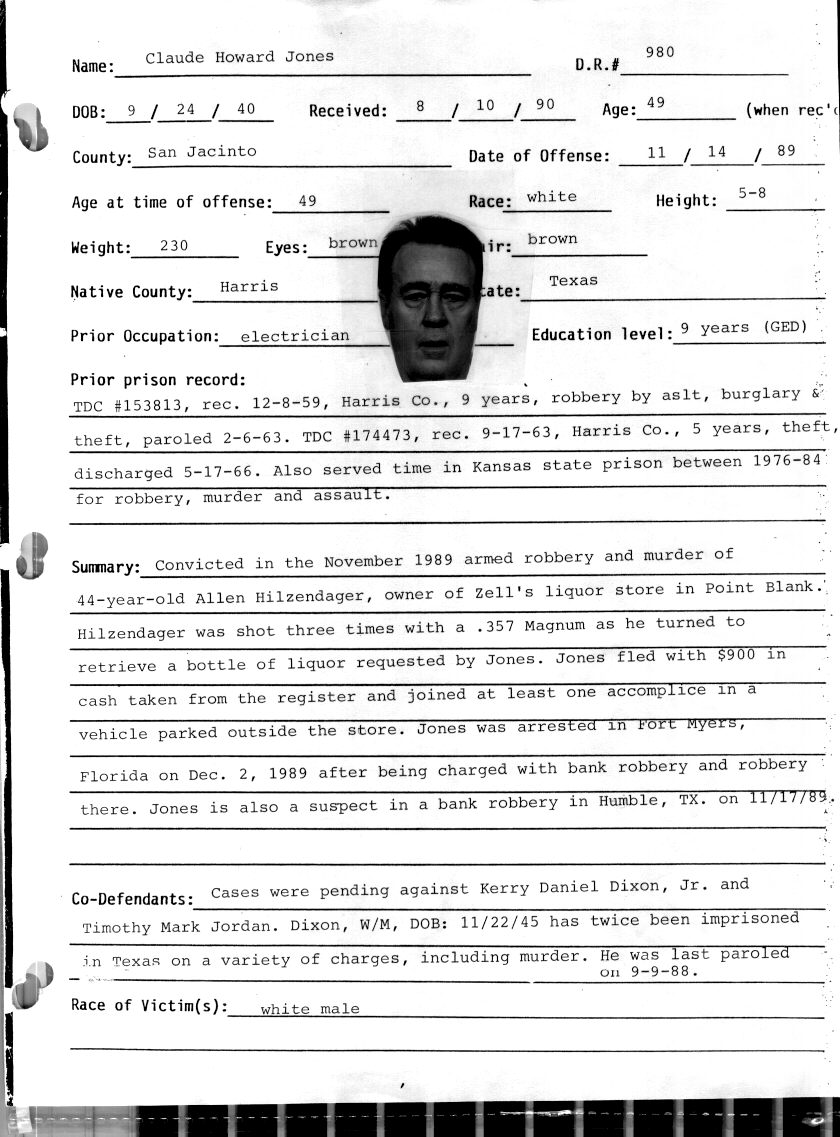 Name: Claude Howard Jones D.R.# 980
DOB: 9 / 24 / 40 Received: 8 / 10 / 90 Age: 49 (when rec'd
County: San Jacinto Date of Offense: 11 / 14 / 89
Age at time of offense: 49 Race: white Height: 5-8
Weight: 230 Eyes: brown ir: brown
Native County: Harris ate: Texas
Prior Occupation: electrician Education level: 9 years (GED)
Prior prison record:
TDC #153813, rec. 12-8-59, Harris Co., 9 years, robbery by aslt, burglary &
theft, paroled 2-6-63. TDC #174473, rec. 9-17-63, Harris Co., 5 years, theft,
discharged 5-17-66. Also served time in Kansas state prison between 1976-84
for robbery, murder and assault.
Summary: Convicted in the November 1989 armed robbery and murder of
44-year-old Allen Hilzendager, owner of Zell's liquor store in Point Blank.
Hilzendager was shot three times with a .357 Magnum as he turned to
retrieve a bottle of liquor requested by Jones. Jones fled with $900 in
cash taken from the register and joined at least one accomplice in a
vehicle parked outside the store. Jones was arrested in Fort Myers,
Florida on Dec. 2, 1989 after being charged with bank robbery and robbery
there. Jones is also a suspect in a bank robbery in Humble, TX. on 11/17/89.
Co-Defendants: Cases were pending against Kerry Daniel Dixon, Jr. and
Timothy Mark Jordan. Dixon, W/M, DOB: 11/22/45 has twice been imprisoned
in Texas on a variety of charges, including murder. He was last paroled
on 9-9-88.
Race of Victim(s): white male